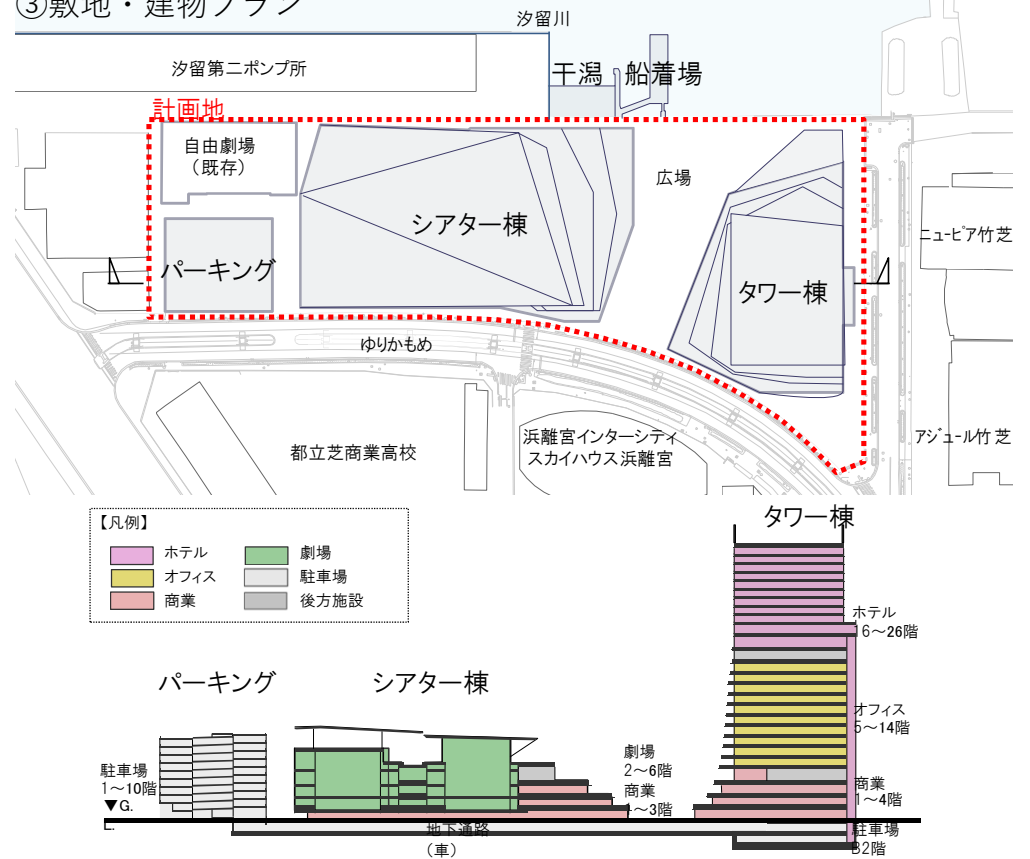 ③敷地・建物プラン
汐留川
汐留第二ポンプ所
干潟
船着場
計画地
自由劇場
（既存）
広場
シアター棟
ニューピア竹芝
パーキング
タワー棟
ゆりかもめ
都立芝商業高校
浜離宮インターシティ
スカイハウス浜離宮
アジュール竹芝
タワー棟
【凡例】
ホテル
劇場
オフィス
駐車場
商業
後方施設
ホテル
16～26階
パーキング
シアター棟
オフィス
5～14階
駐車場
1～10階
▼G.
L.
劇場
2～6階
商業
1～3階
商業
1～4階
地下通路
（車）
駐車場
B2階